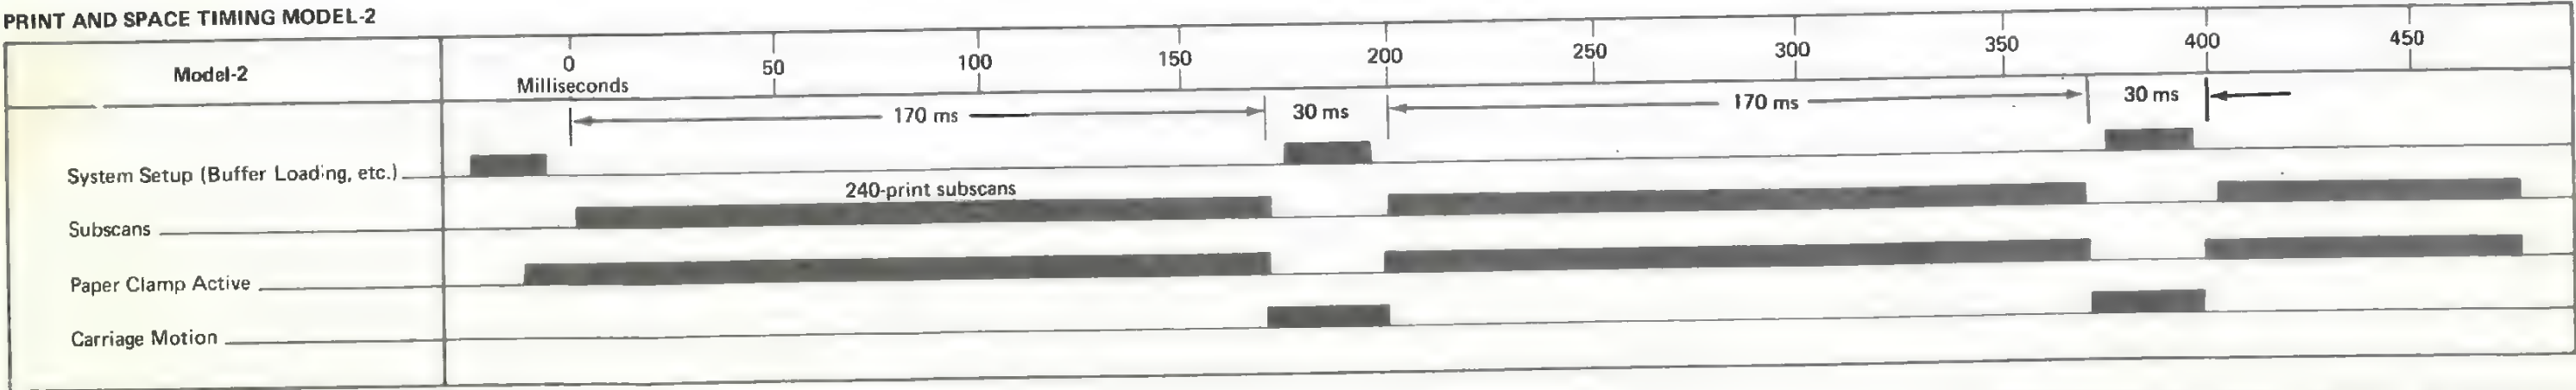 PRINT AND SPACE TIMING MODEL-2
Model-2
0 50 100 150 200 250 300 350 400 450
Milliseconds
170 ms 30 ms 170 ms 30 ms
System Setup (Buffer Loading, etc.)
240-print subscans
Subscans
Paper Clamp Active
Carriage Motion